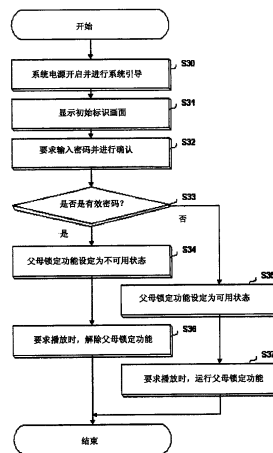 开始
S30
系统电源开启并进行系统引导
S31
显示初始标识画面
S32
要求输入密码并进行确认
S33
是否是有效密码?
是
否
S34
父母锁定功能设定为不可用状态
S35
父母锁定功能设定为可用状态
S36
要求播放时，解除父母锁定功能
S37
要求播放时，运行父母锁定功能
结束